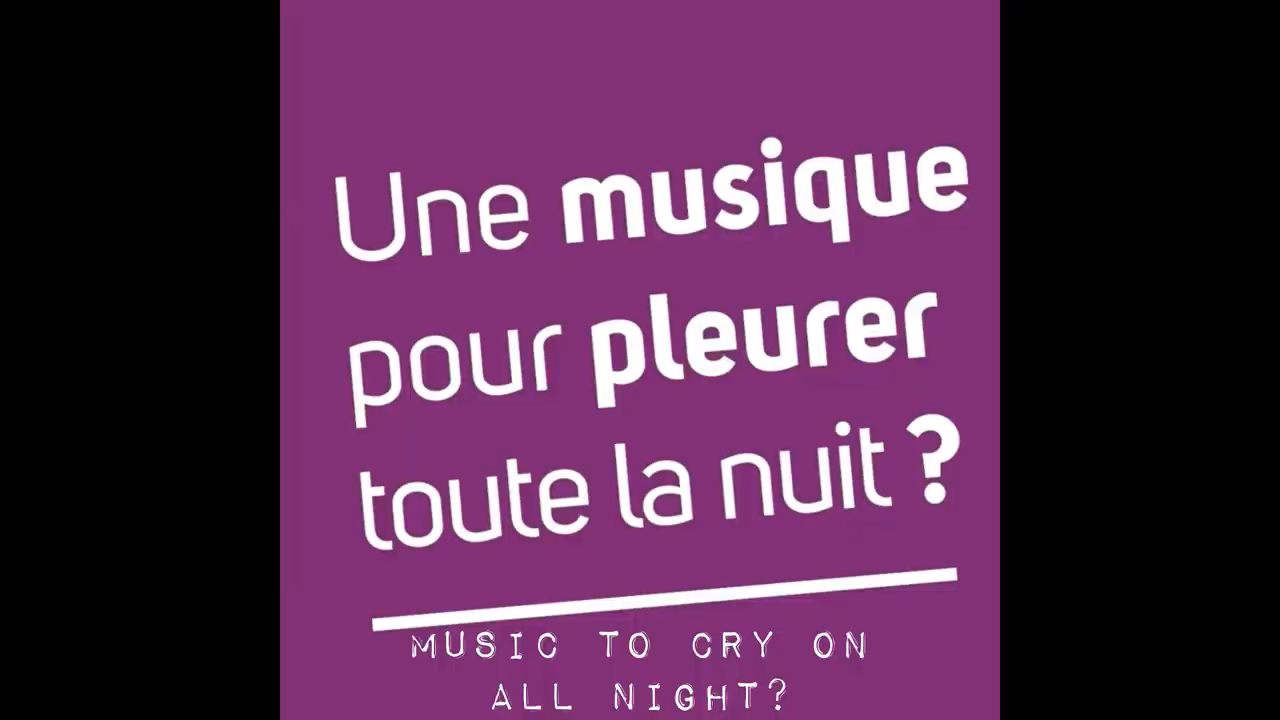 Une musique
pour pleurer
toute la nuit ?
MUSIC TO CRY ON
ALL NIGHT?